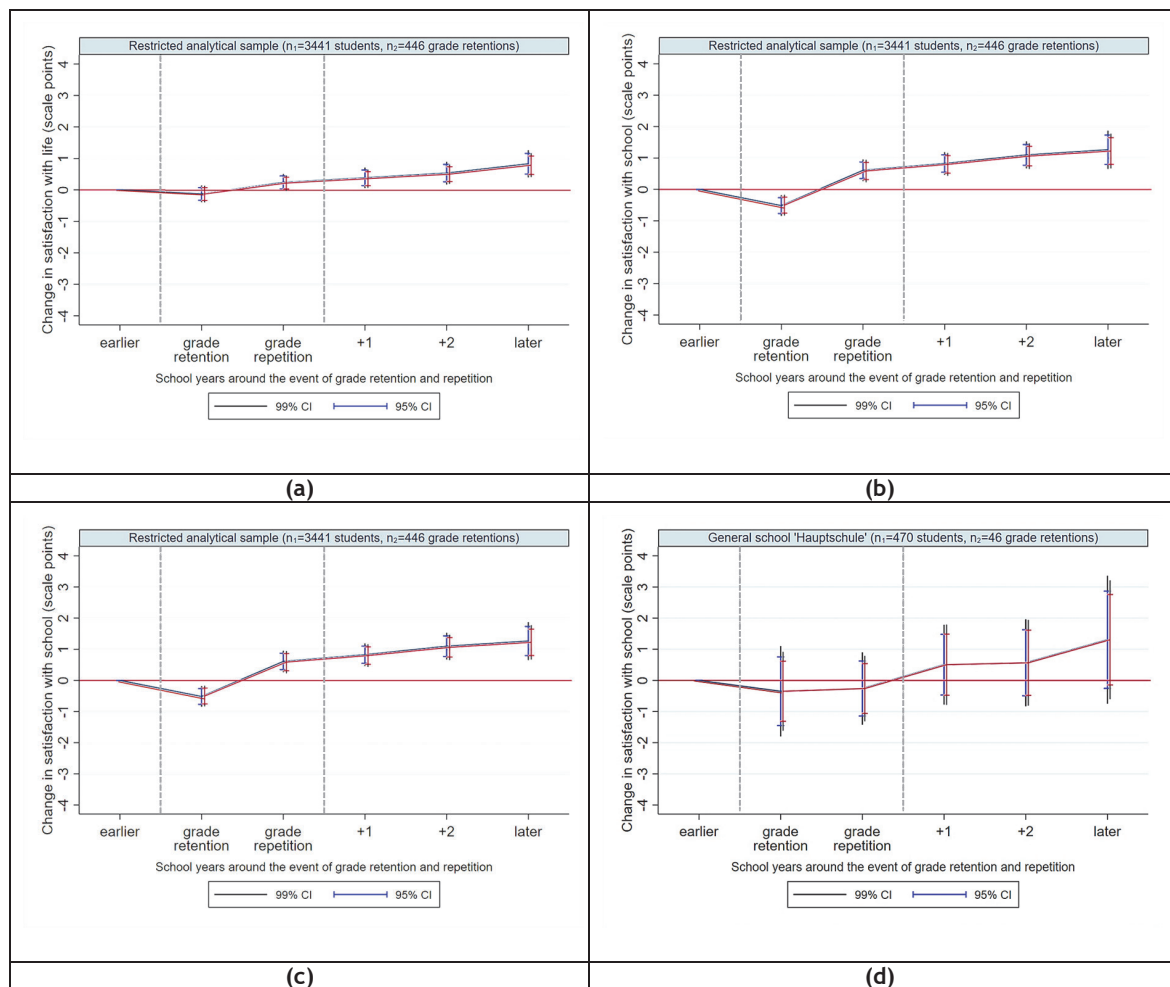 Restricted analytical sample (n₁=3441 students, n₂=446 grade retentions)
Change in satisfaction with life (scale points)
4
3
2
1
0
-1
-2
-3
-4
earlier
grade retention
grade repetition
+1
+2
later
School years around the event of grade retention and repetition
99% CI
95% CI
(a)
Restricted analytical sample (n₁=3441 students, n₂=446 grade retentions)
Change in satisfaction with school (scale points)
4
3
2
1
0
-1
-2
-3
-4
earlier
grade retention
grade repetition
+1
+2
later
School years around the event of grade retention and repetition
99% CI
95% CI
(b)
Restricted analytical sample (n₁=3441 students, n₂=446 grade retentions)
Change in satisfaction with school (scale points)
4
3
2
1
0
-1
-2
-3
-4
earlier
grade retention
grade repetition
+1
+2
later
School years around the event of grade retention and repetition
99% CI
95% CI
(c)
General school 'Hauptschule' (n₁=470 students, n₂=46 grade retentions)
Change in satisfaction with school (scale points)
4
3
2
1
0
-1
-2
-3
-4
earlier
grade retention
grade repetition
+1
+2
later
School years around the event of grade retention and repetition
99% CI
95% CI
(d)